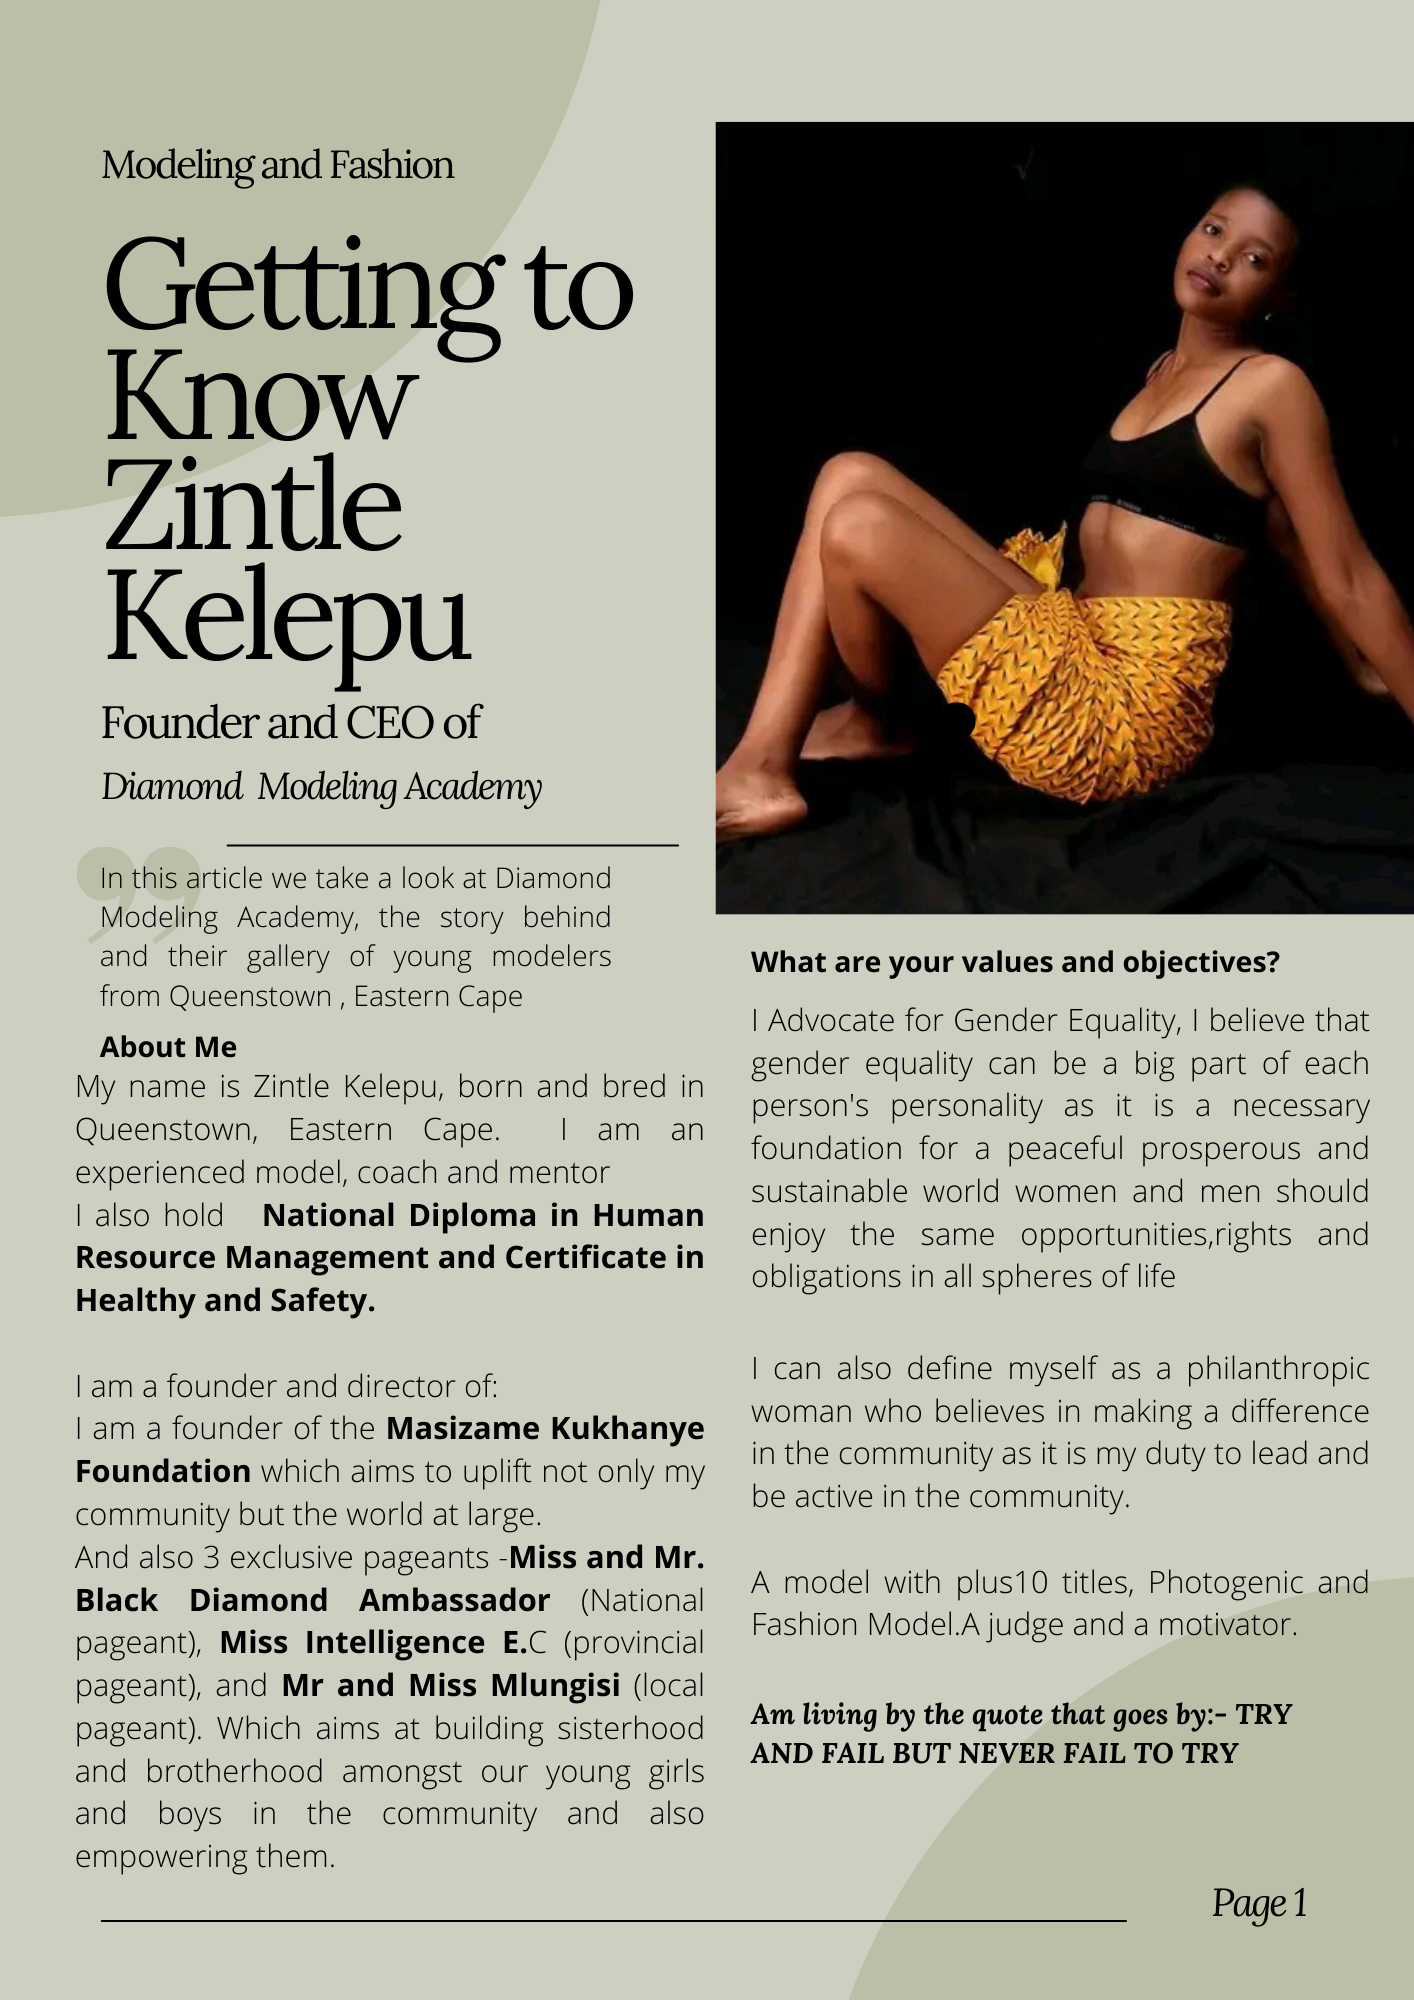 Modeling and Fashion
Getting to
Know
Zintle
Kelepu
Founder and CEO of
Diamond Modeling Academy
In this article we take a look at Diamond
Modeling Academy, the story behind
and their gallery of young modelers
from Queenstown , Eastern Cape
About Me
My name is Zintle Kelepu, born and bred in
Queenstown, Eastern Cape. I am an
experienced model, coach and mentor
I also hold National Diploma in Human
Resource Management and Certificate in
Healthy and Safety.
I am a founder and director of:
I am a founder of the Masizame Kukhanye
Foundation which aims to uplift not only my
community but the world at large.
And also 3 exclusive pageants -Miss and Mr.
Black Diamond Ambassador (National
pageant), Miss Intelligence E.C (provincial
pageant), and Mr and Miss Mlungisi (local
pageant). Which aims at building sisterhood
and brotherhood amongst our young girls
and boys in the community and also
empowering them.
What are your values and objectives?
I Advocate for Gender Equality, I believe that
gender equality can be a big part of each
person's personality as it is a necessary
foundation for a peaceful prosperous and
sustainable world women and men should
enjoy the same opportunities,rights and
obligations in all spheres of life
I can also define myself as a philanthropic
woman who believes in making a difference
in the community as it is my duty to lead and
be active in the community.
A model with plus10 titles, Photogenic and
Fashion Model.A judge and a motivator.
Am living by the quote that goes by:- TRY
AND FAIL BUT NEVER FAIL TO TRY
Page 1